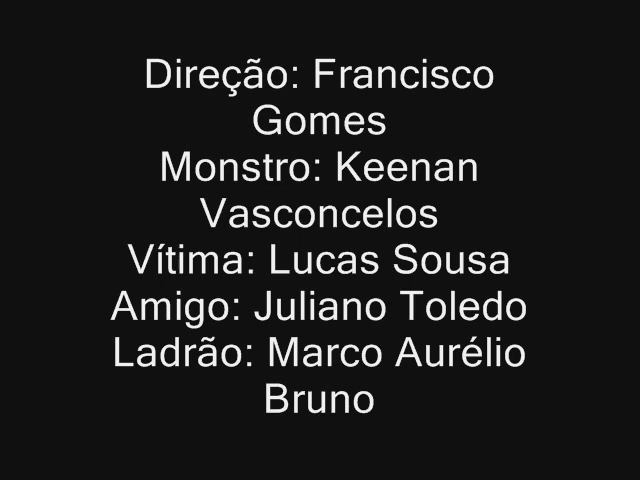 Direção: Francisco
Gomes
Monstro: Keenan
Vasconcelos
Vítima: Lucas Sousa
Amigo: Juliano Toledo
Ladrão: Marco Aurélio
Bruno